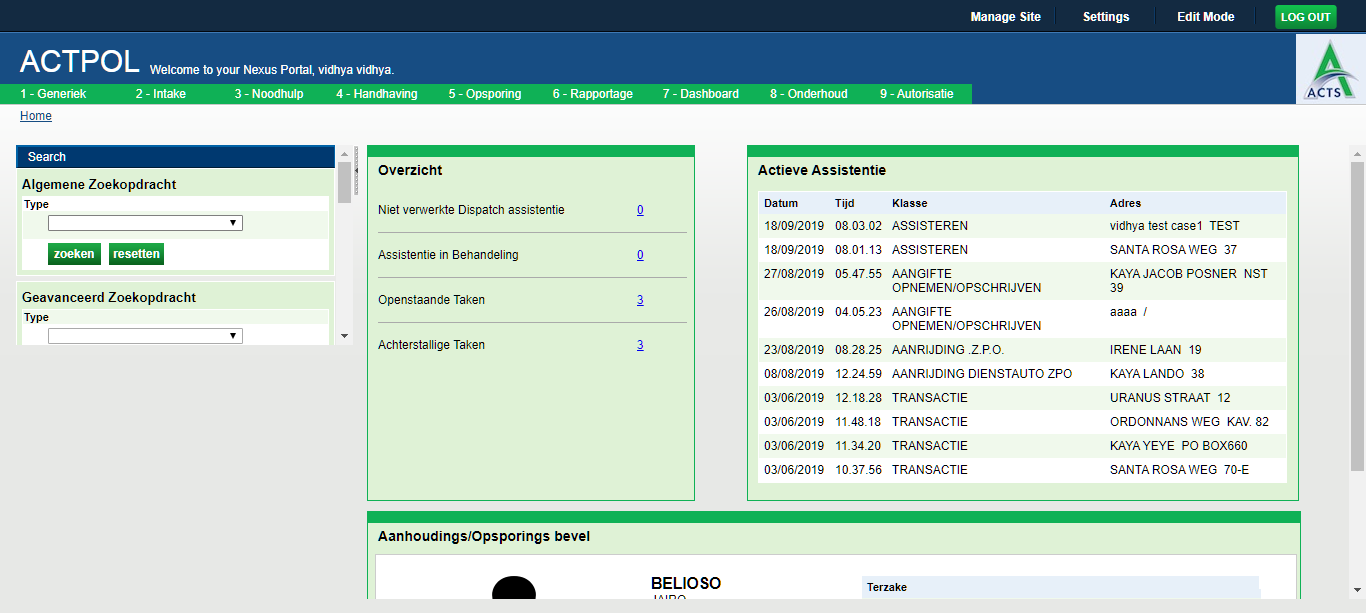 Manage Site Settings Edit Mode LOG OUT
ACTPOL Welcome to your Nexus Portal, vidhya vidhya.
ACTS
1 - Generiek 2 - Intake 3 - Noodhulp 4 - Handhaving 5 - Opsporing 6 - Rapportage 7 - Dashboard 8 - Onderhoud 9 - Autorisatie
Home
Search
Algemene Zoekopdracht
Type
zoeken resetten
Geavanceerd Zoekopdracht
Type
Overzicht
Niet verwerkte Dispatch assistentie 0
Assistentie in Behandeling 0
Openstaande Taken 3
Achterstallige Taken 3
Actieve Assistentie
Datum Tijd Klasse Adres
18/09/2019 08.03.02 ASSISTEREN vidhya test case1 TEST
18/09/2019 08.01.13 ASSISTEREN SANTA ROSA WEG 37
27/08/2019 05.47.55 AANGIFTE KAYA JACOB POSNER NST
OPNEMEN/OPSCHRIJVEN 39
26/08/2019 04.05.23 AANGIFTE aaaa /
OPNEMEN/OPSCHRIJVEN
23/08/2019 08.28.25 AANRIJDING .Z.P.O. IRENE LAAN 19
08/08/2019 12.24.59 AANRIJDING DIENSTAUTO ZPO KAYA LANDO 38
03/06/2019 12.18.28 TRANSACTIE URANUS STRAAT 12
03/06/2019 11.48.18 TRANSACTIE ORDONNANS WEG KAV. 82
03/06/2019 11.34.20 TRANSACTIE KAYA YEYE PO BOX660
03/06/2019 10.37.56 TRANSACTIE SANTA ROSA WEG 70-E
Aanhoudings/Opsporings bevel
BELIOSO
Terzake